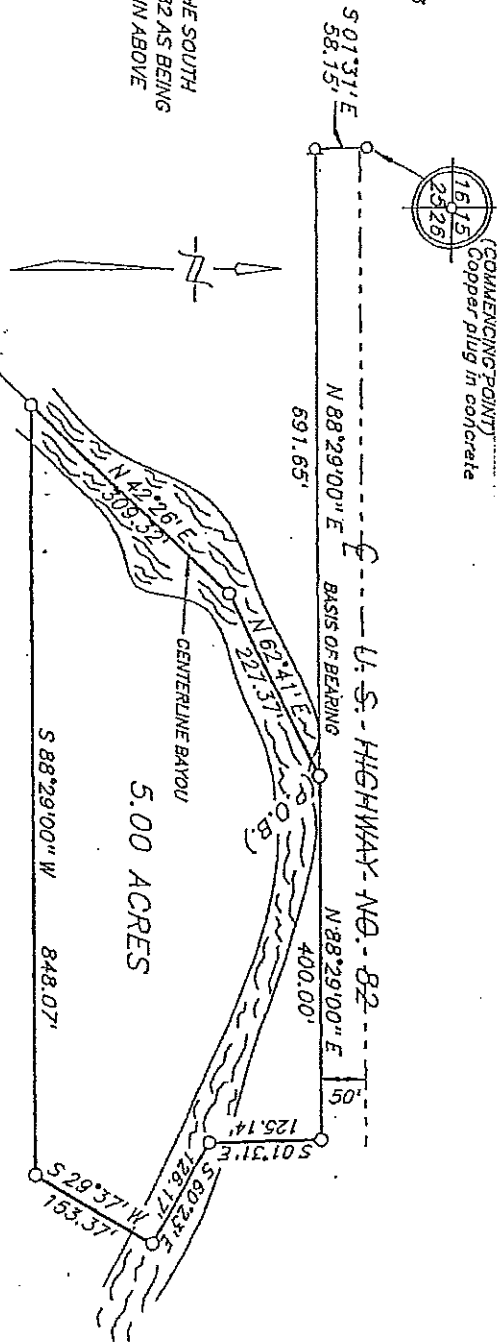 (COMMENCING POINT)
Copper plug in concrete
16 15
25 26
S 01°31' E
58.15'
HE SOUTH
32 AS BEING
IN ABOVE
N
N 88°29'00" E
691.65'
BASIS OF BEARING
U.S. HIGHWAY NO. 82
N 88°29'00" E
400.00'
50'
(P.O.B.)
S 01°31' E
125.14'
S 60°23' E
126.17'
S 29°37' W
153.37'
N 62°41' E
227.37'
N 42°26' E
309.32'
CENTERLINE BAYOU
5.00 ACRES
S 88°29'00" W
848.07'